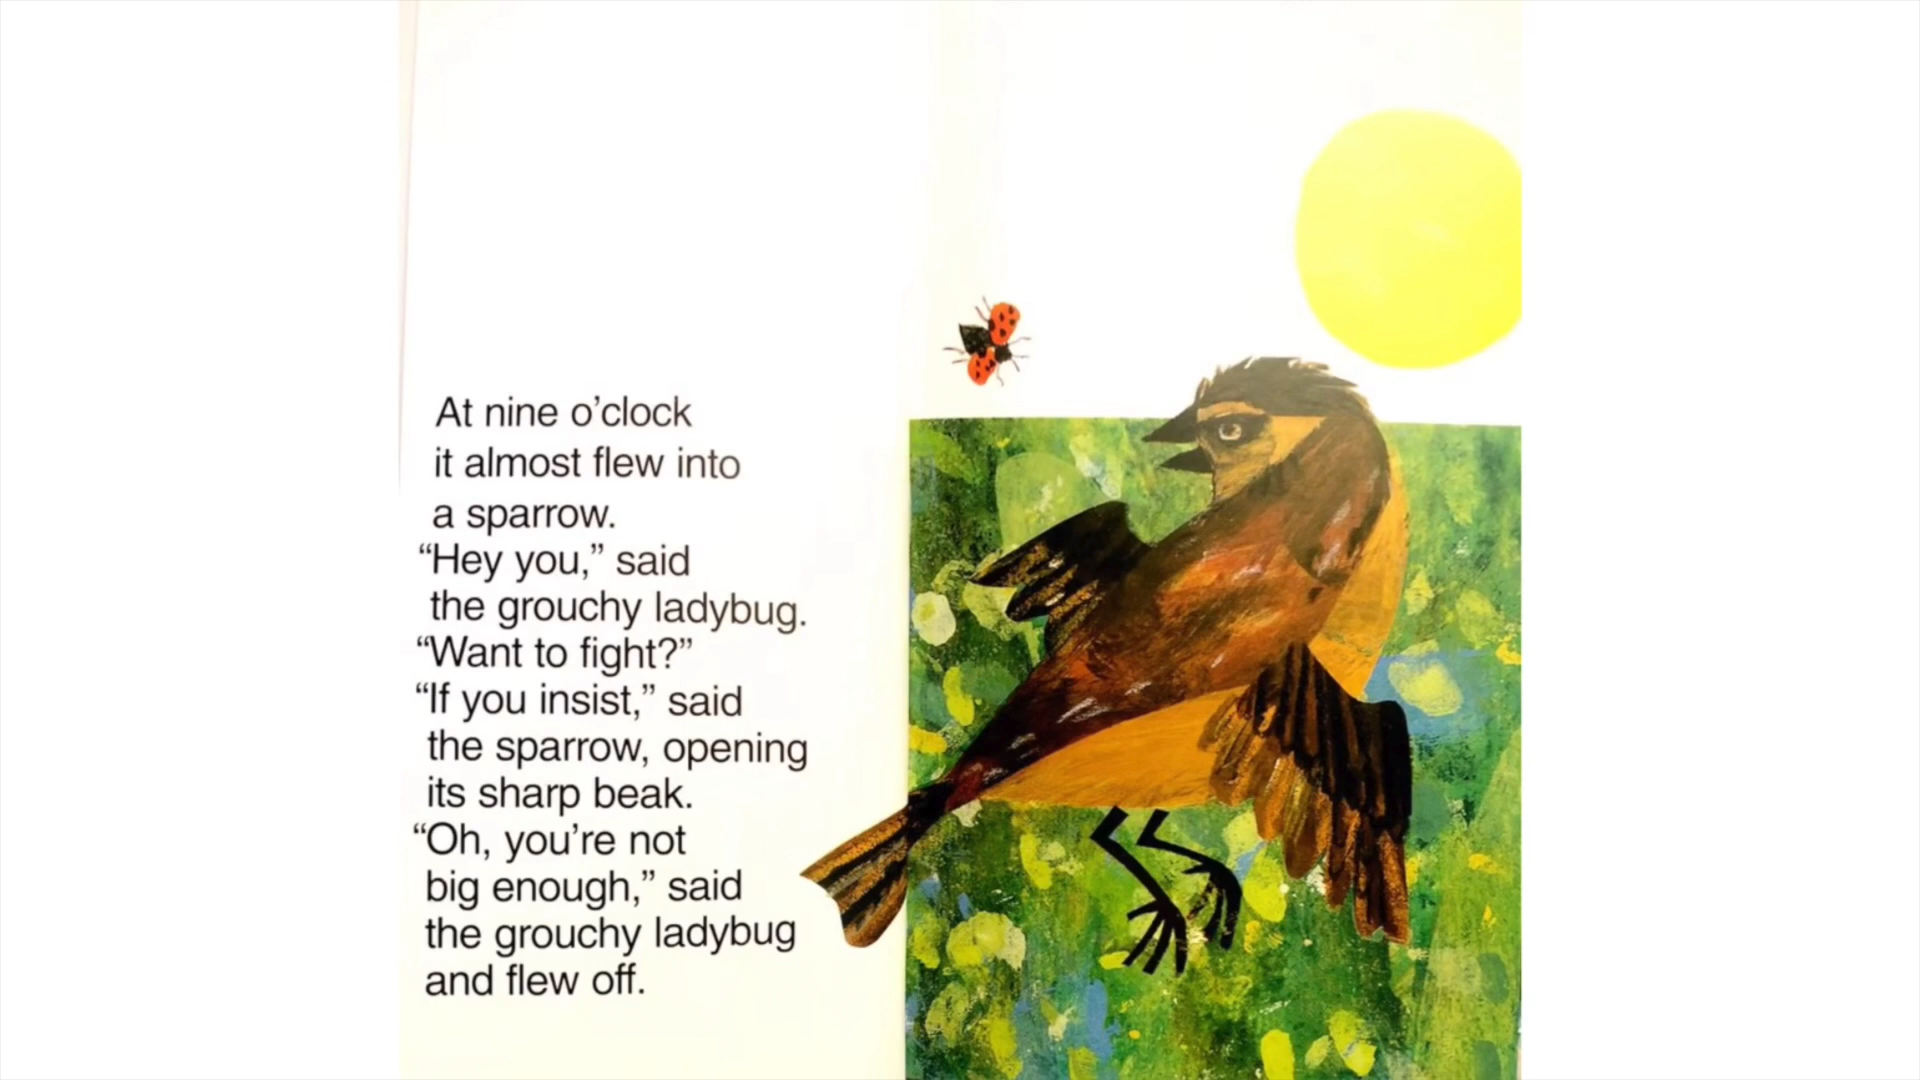 At nine o’clock
it almost flew into
a sparrow.
“Hey you,” said
the grouchy ladybug.
“Want to fight?”
“If you insist,” said
the sparrow, opening
its sharp beak.
“Oh, you’re not
big enough,” said
the grouchy ladybug
and flew off.